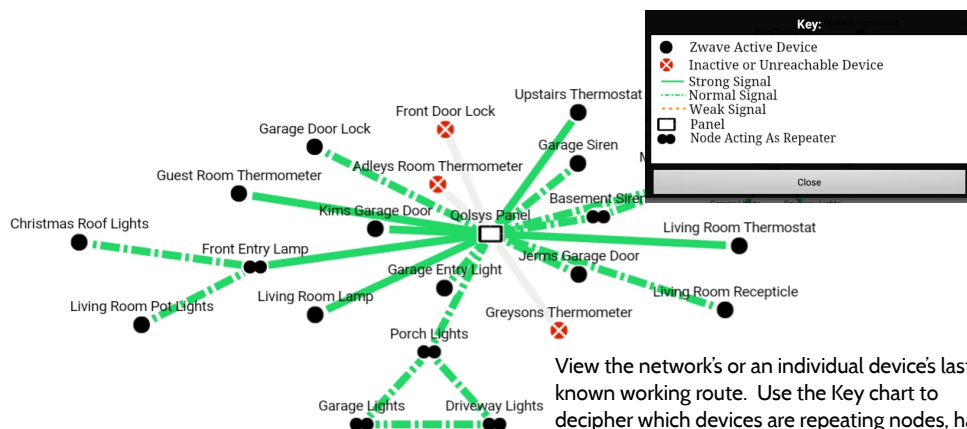 Key:
Zwave Active Device
Inactive or Unreachable Device
Strong Signal
Normal Signal
Weak Signal
Panel
Node Acting As Repeater
Close
Upstairs Thermostat
Front Door Lock
Garage Door Lock
Garage Siren
Adleys Room Thermometer
Guest Room Thermometer
Basement Siren
Kims Garage Door
Qolsys Panel
Christmas Roof Lights
Living Room Thermostat
Front Entry Lamp
Jerms Garage Door
Garage Entry Light
Living Room Pot Lights
Living Room Lamp
Living Room Recepticle
Greysons Thermometer
Porch Lights
Garage Lights
Driveway Lights
View the network's or an individual device's last
known working route. Use the Key chart to
decipher which devices are repeating nodes, ha